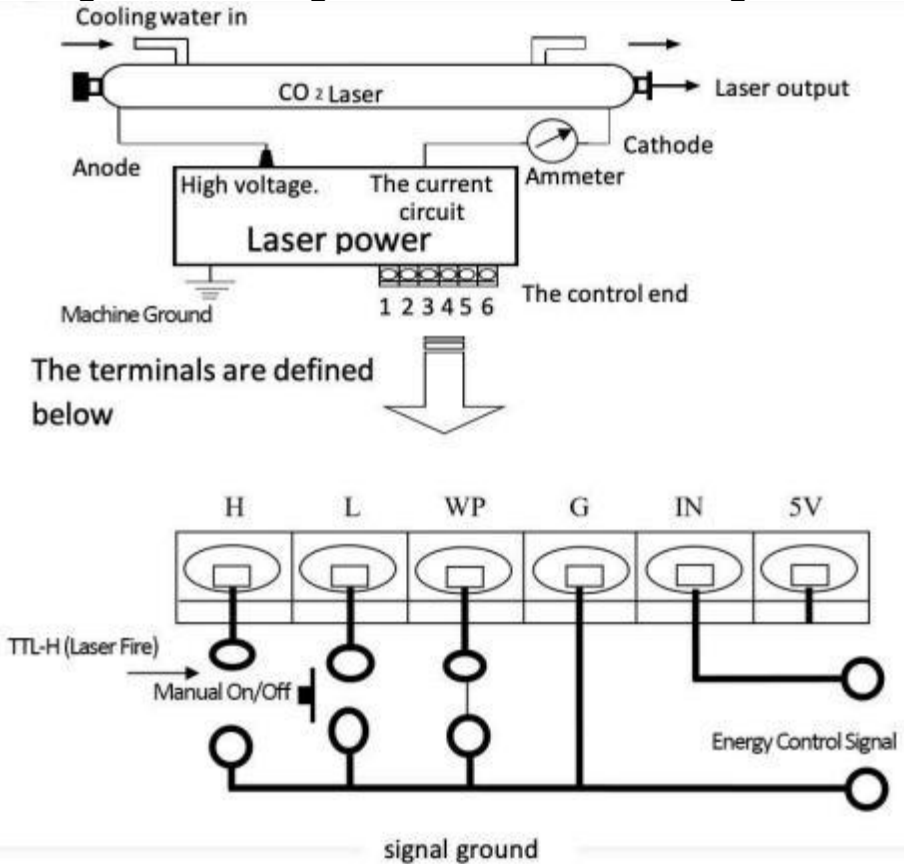 Cooling water in
CO 2 Laser
Laser output
Anode
Cathode
Ammeter
High voltage.
The current
circuit
Laser power
The control end
1 2 3 4 5 6
Machine Ground
The terminals are defined
below
H L WP G IN 5V
TTL-H (Laser Fire)
Manual On/Off
Energy Control Signal
signal ground